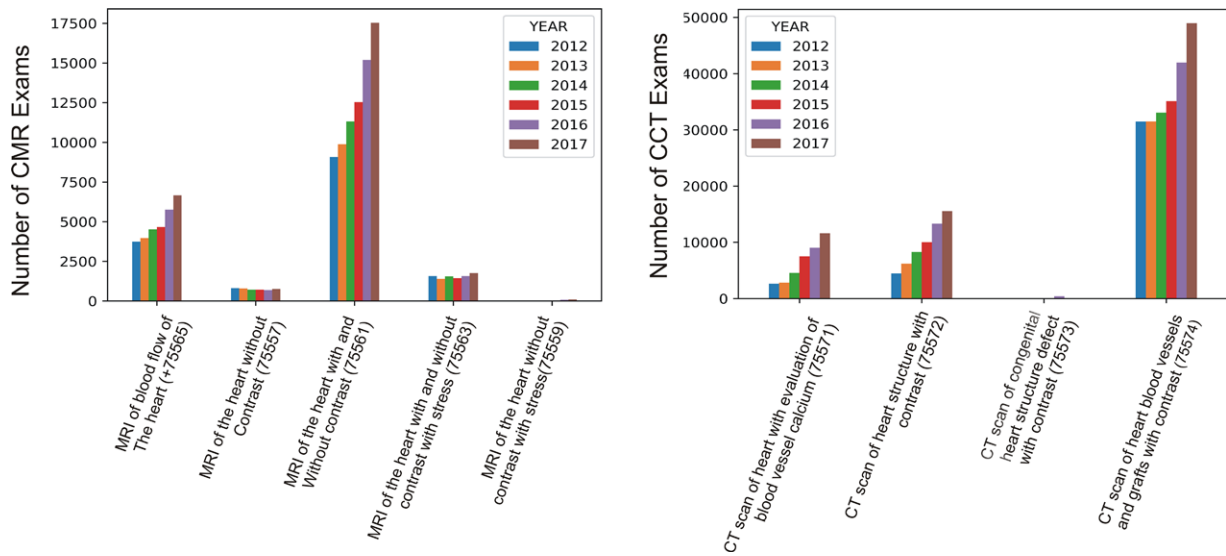 Number of CMR Exams
17500
15000
12500
10000
7500
5000
2500
0
YEAR
2012
2013
2014
2015
2016
2017
MRI of blood flow of
The heart (+75565)
MRI of the heart without
Contrast (75557)
MRI of the heart with and
Without contrast (75561)
MRI of the heart with and without
contrast with stress (75563)
MRI of the heart without
contrast with stress(75559)
Number of CCT Exams
50000
40000
30000
20000
10000
0
YEAR
2012
2013
2014
2015
2016
2017
CT scan of heart with evaluation of
blood vessel calcium (75571)
CT scan of heart structure with
contrast (75572)
CT scan of congenital
heart structure defect
with contrast (75573)
CT scan of heart blood vessels
and grafts with contrast (75574)